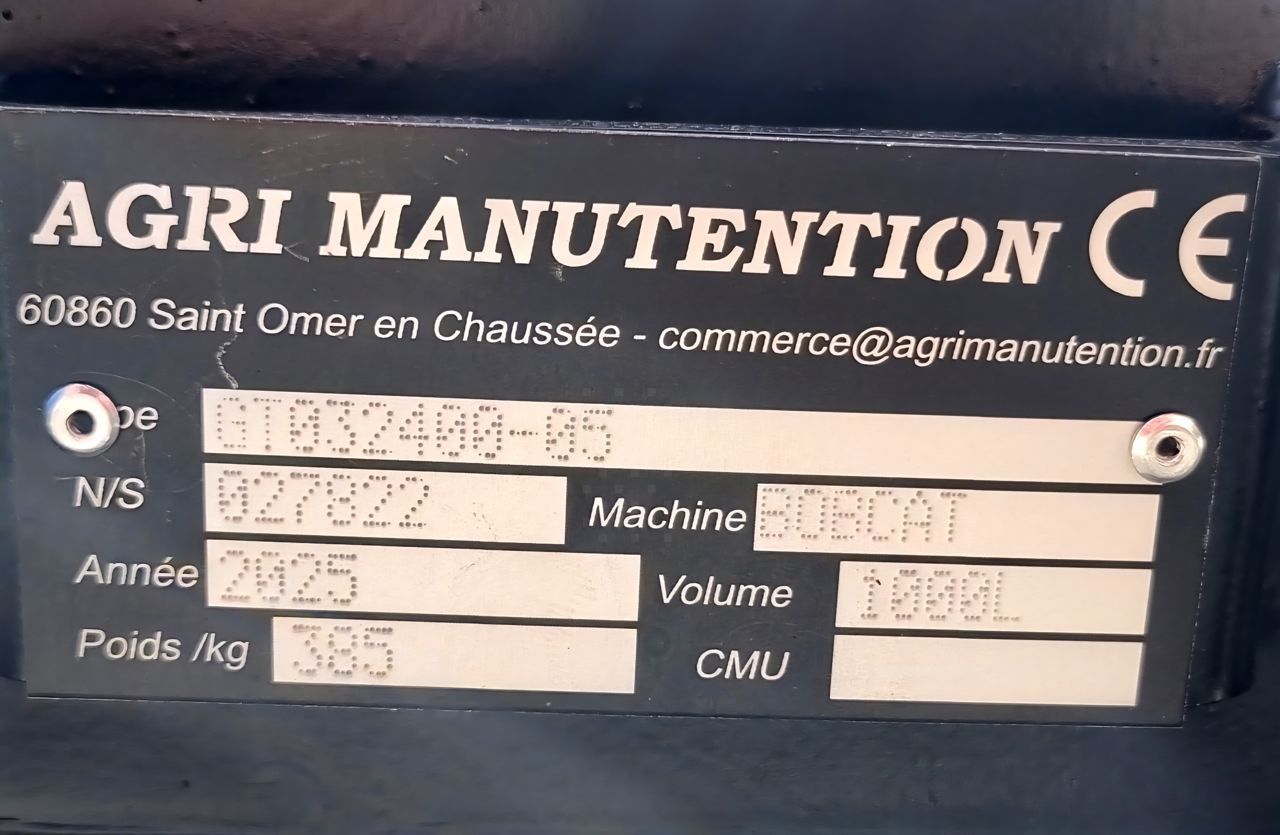 AGRI MANUTENTION CE
60860 Saint Omer en Chaussée - commerce@agrimanutention.fr
GT032400-05
N/S 027822 Machine BOBCAT
Année 2025 Volume 1000L
Poids /kg 385 CMU